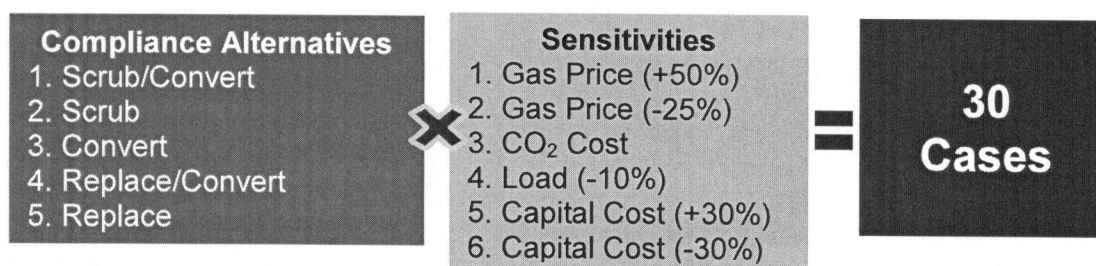 Compliance Alternatives
1. Scrub/Convert
2. Scrub
3. Convert
4. Replace/Convert
5. Replace
×
Sensitivities
1. Gas Price (+50%)
2. Gas Price (-25%)
3. CO₂ Cost
4. Load (-10%)
5. Capital Cost (+30%)
6. Capital Cost (-30%)
=
30
Cases